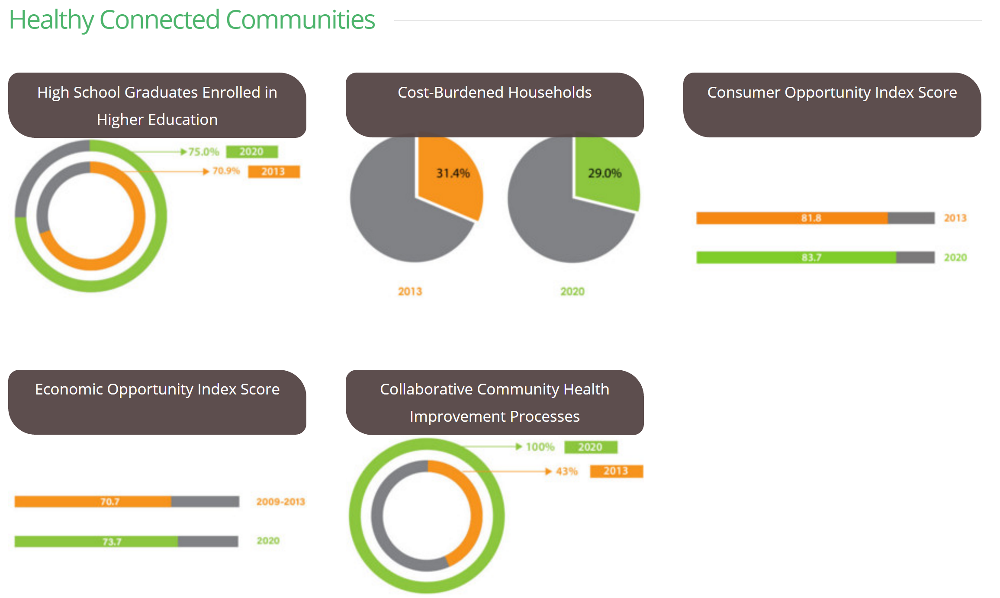 Healthy Connected Communities
High School Graduates Enrolled in
Higher Education
75.0% 2020
70.9% 2013
Cost-Burdened Households
31.4%
29.0%
2013
2020
Consumer Opportunity Index Score
81.8 2013
83.7 2020
Economic Opportunity Index Score
70.7 2009-2013
73.7 2020
Collaborative Community Health
Improvement Processes
100% 2020
43% 2013